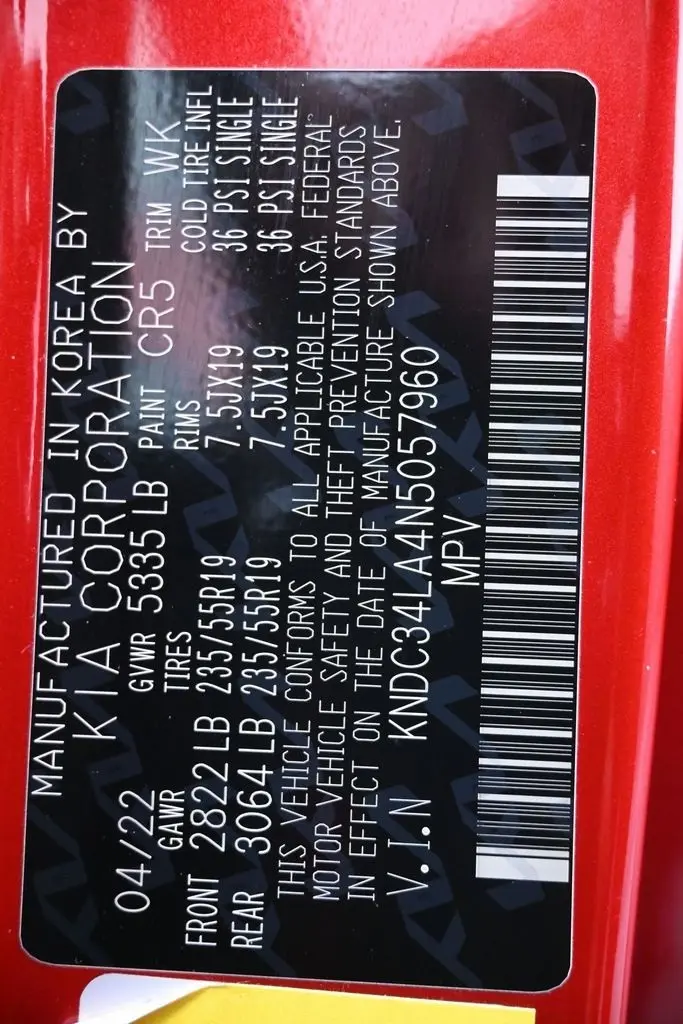 MANUFACTURED IN KOREA BY
KIA CORPORATION
04/22 GVWR 5335 LB PAINT CR5 TRIM WK
GAWR TIRES RIMS COLD TIRE INFL
FRONT 2822 LB 235/55R19 7.5JX19 36 PSI SINGLE
REAR 3064 LB 235/55R19 7.5JX19 36 PSI SINGLE
THIS VEHICLE CONFORMS TO ALL APPLICABLE U.S.A. FEDERAL
MOTOR VEHICLE SAFETY AND THEFT PREVENTION STANDARDS
IN EFFECT ON THE DATE OF MANUFACTURE SHOWN ABOVE.
V.I.N KNDC34LA4N5057960
MPV